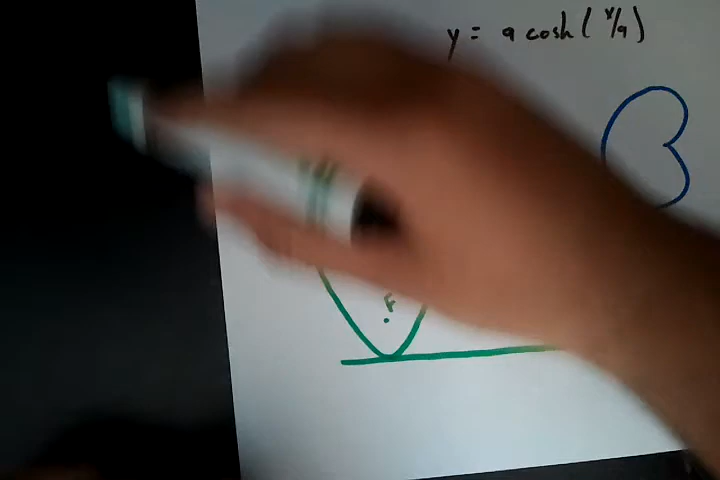 y = a cosh(x/a)
F